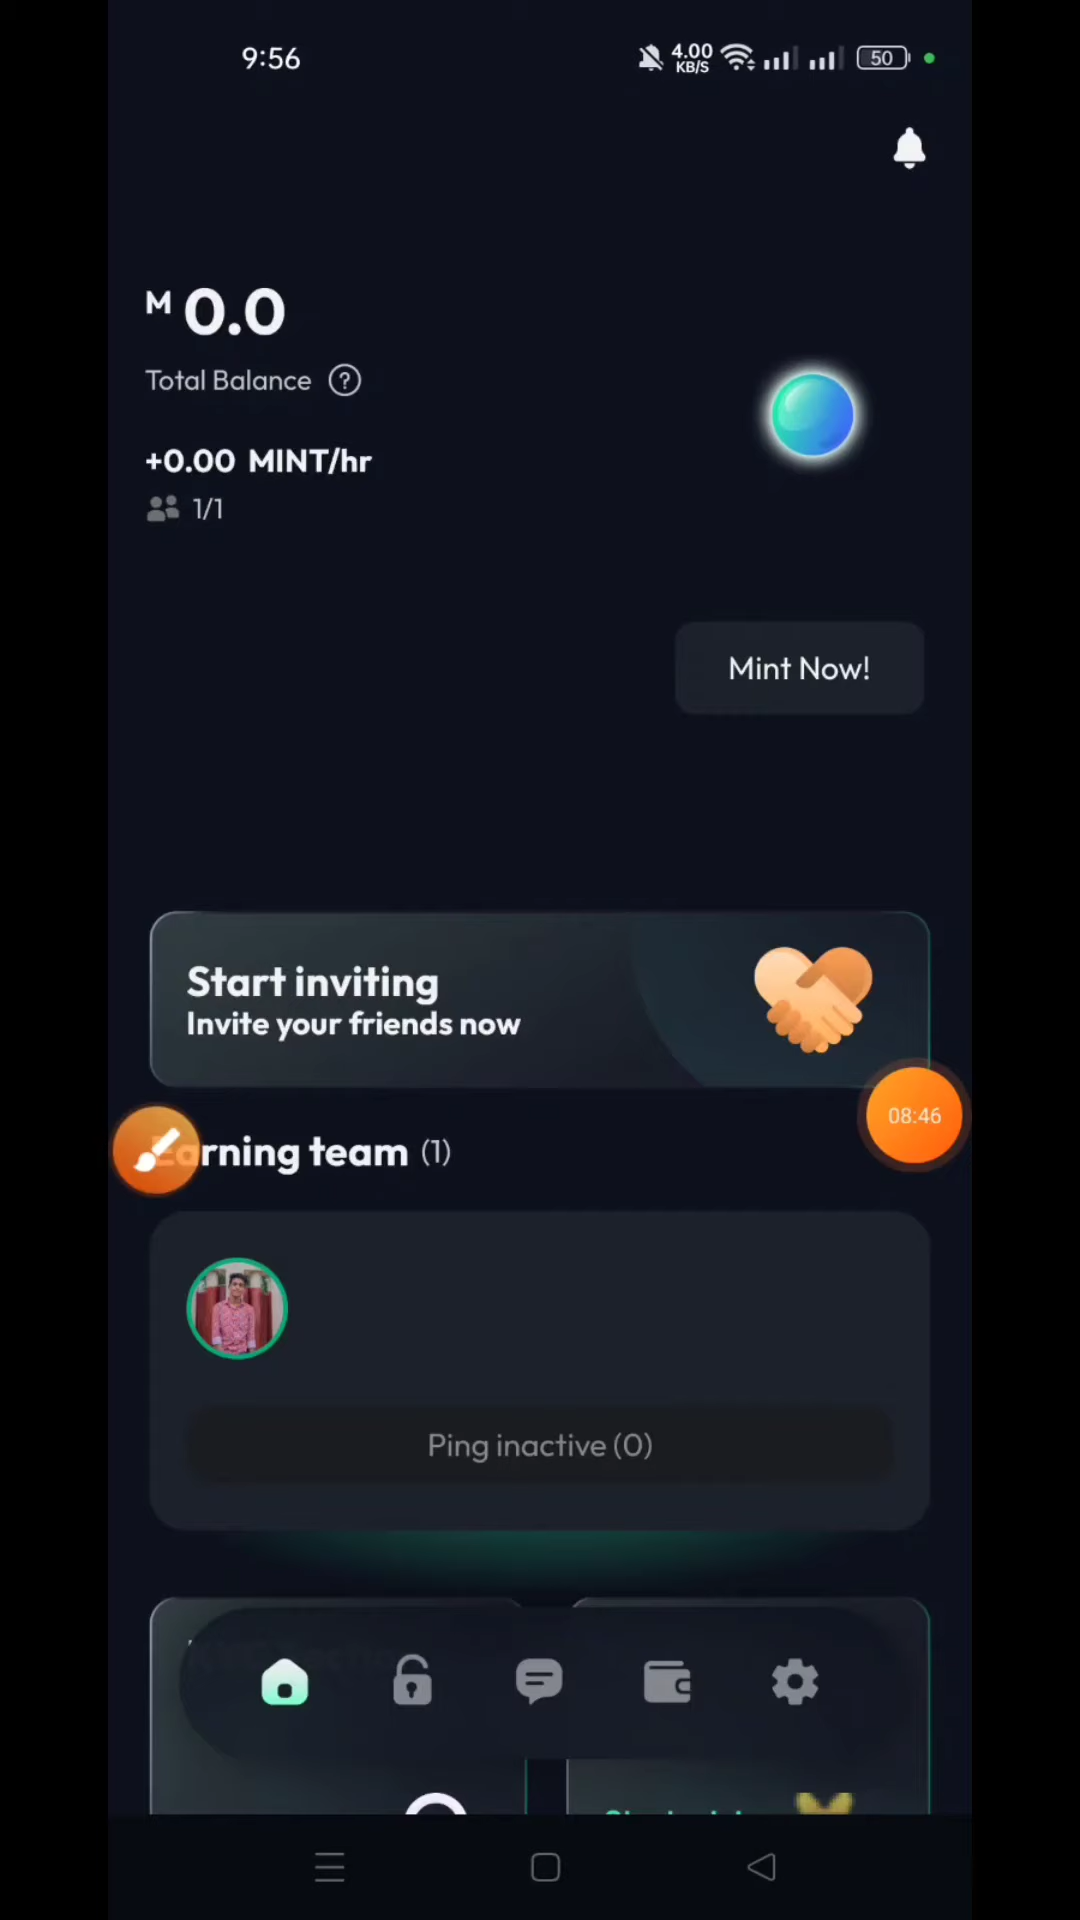 9:56
4.00
KB/S
50
M 0.0
Total Balance ?
+0.00 MINT/hr
1/1
Mint Now!
Start inviting
Invite your friends now
08:46
Earning team (1)
Ping inactive (0)